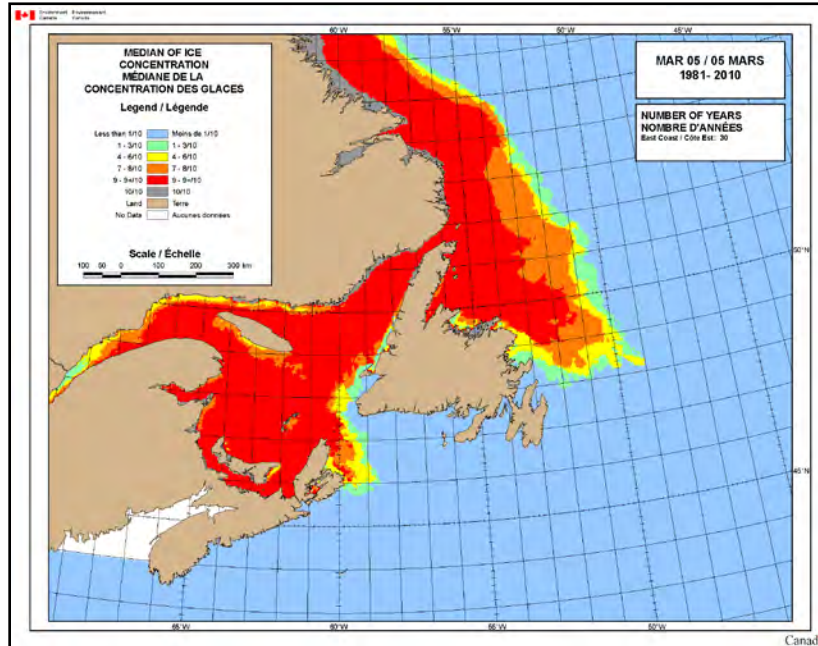 Environment Environnement
Canada Canada
60°W
55°W
50°W
45°W
MEDIAN OF ICE
CONCENTRATION
MÉDIANE DE LA
CONCENTRATION DES GLACES
Legend / Légende
Less than 1/10 Moins de 1/10
1 - 3/10 1 - 3/10
4 - 6/10 4 - 6/10
7 - 8/10 7 - 8/10
9 - 9+/10 9 - 9+/10
10/10 10/10
Land Terre
No Data Aucunes données
Scale / Échelle
100 50 0 100 200 300 km
MAR 05 / 05 MARS
1981- 2010
NUMBER OF YEARS
NOMBRE D'ANNÉES
East Coast / Côte Est: 30
50°N
45°N
65°W
60°W
55°W
50°W
Canad